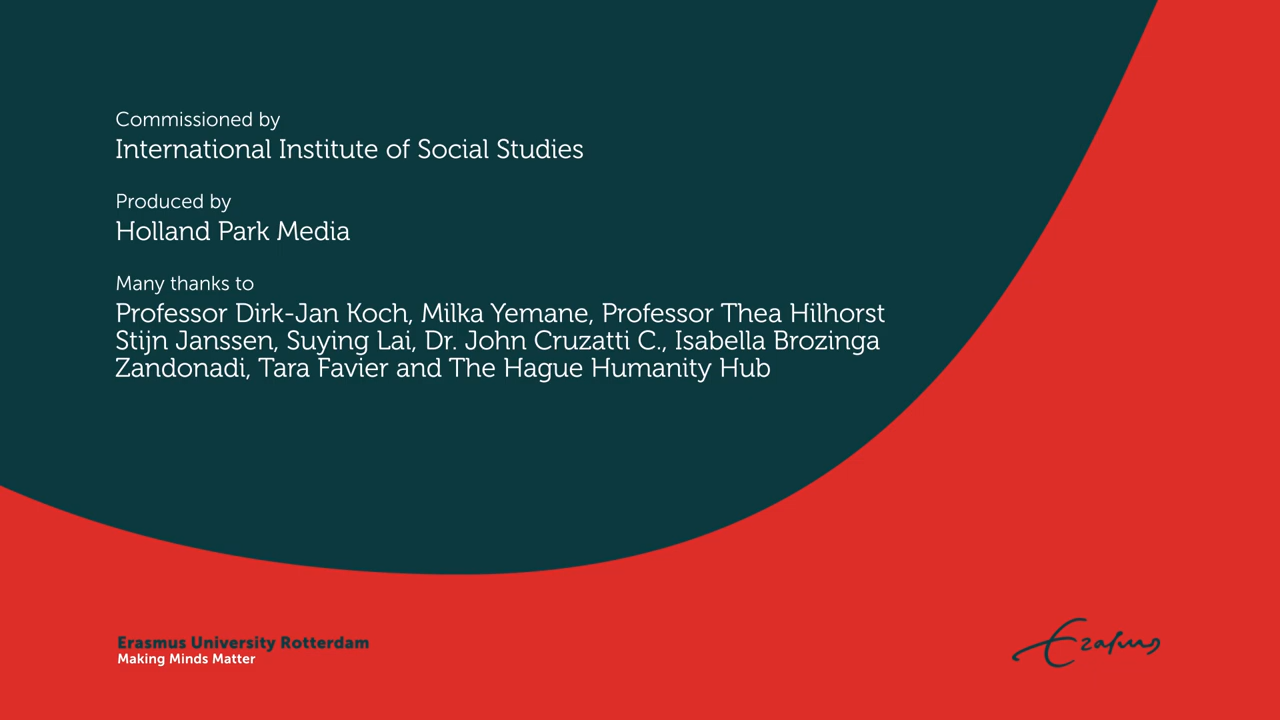 Commissioned by
International Institute of Social Studies
Produced by
Holland Park Media
Many thanks to
Professor Dirk-Jan Koch, Milka Yemane, Professor Thea Hilhorst
Stijn Janssen, Suying Lai, Dr. John Cruzatti C., Isabella Brozinga
Zandonadi, Tara Favier and The Hague Humanity Hub
Erasmus University Rotterdam
Making Minds Matter
Erasmus